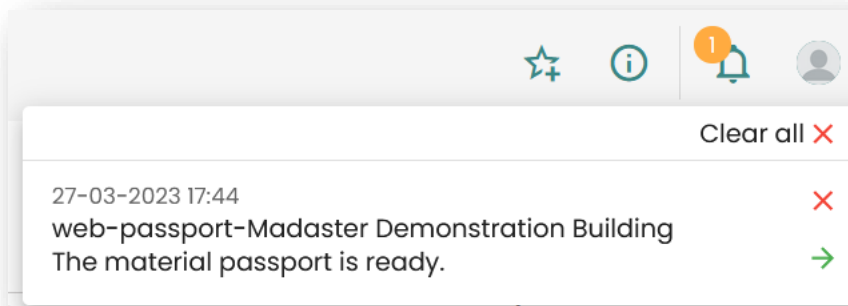 1
Clear all
27-03-2023 17:44
web-passport-Madaster Demonstration Building
The material passport is ready.